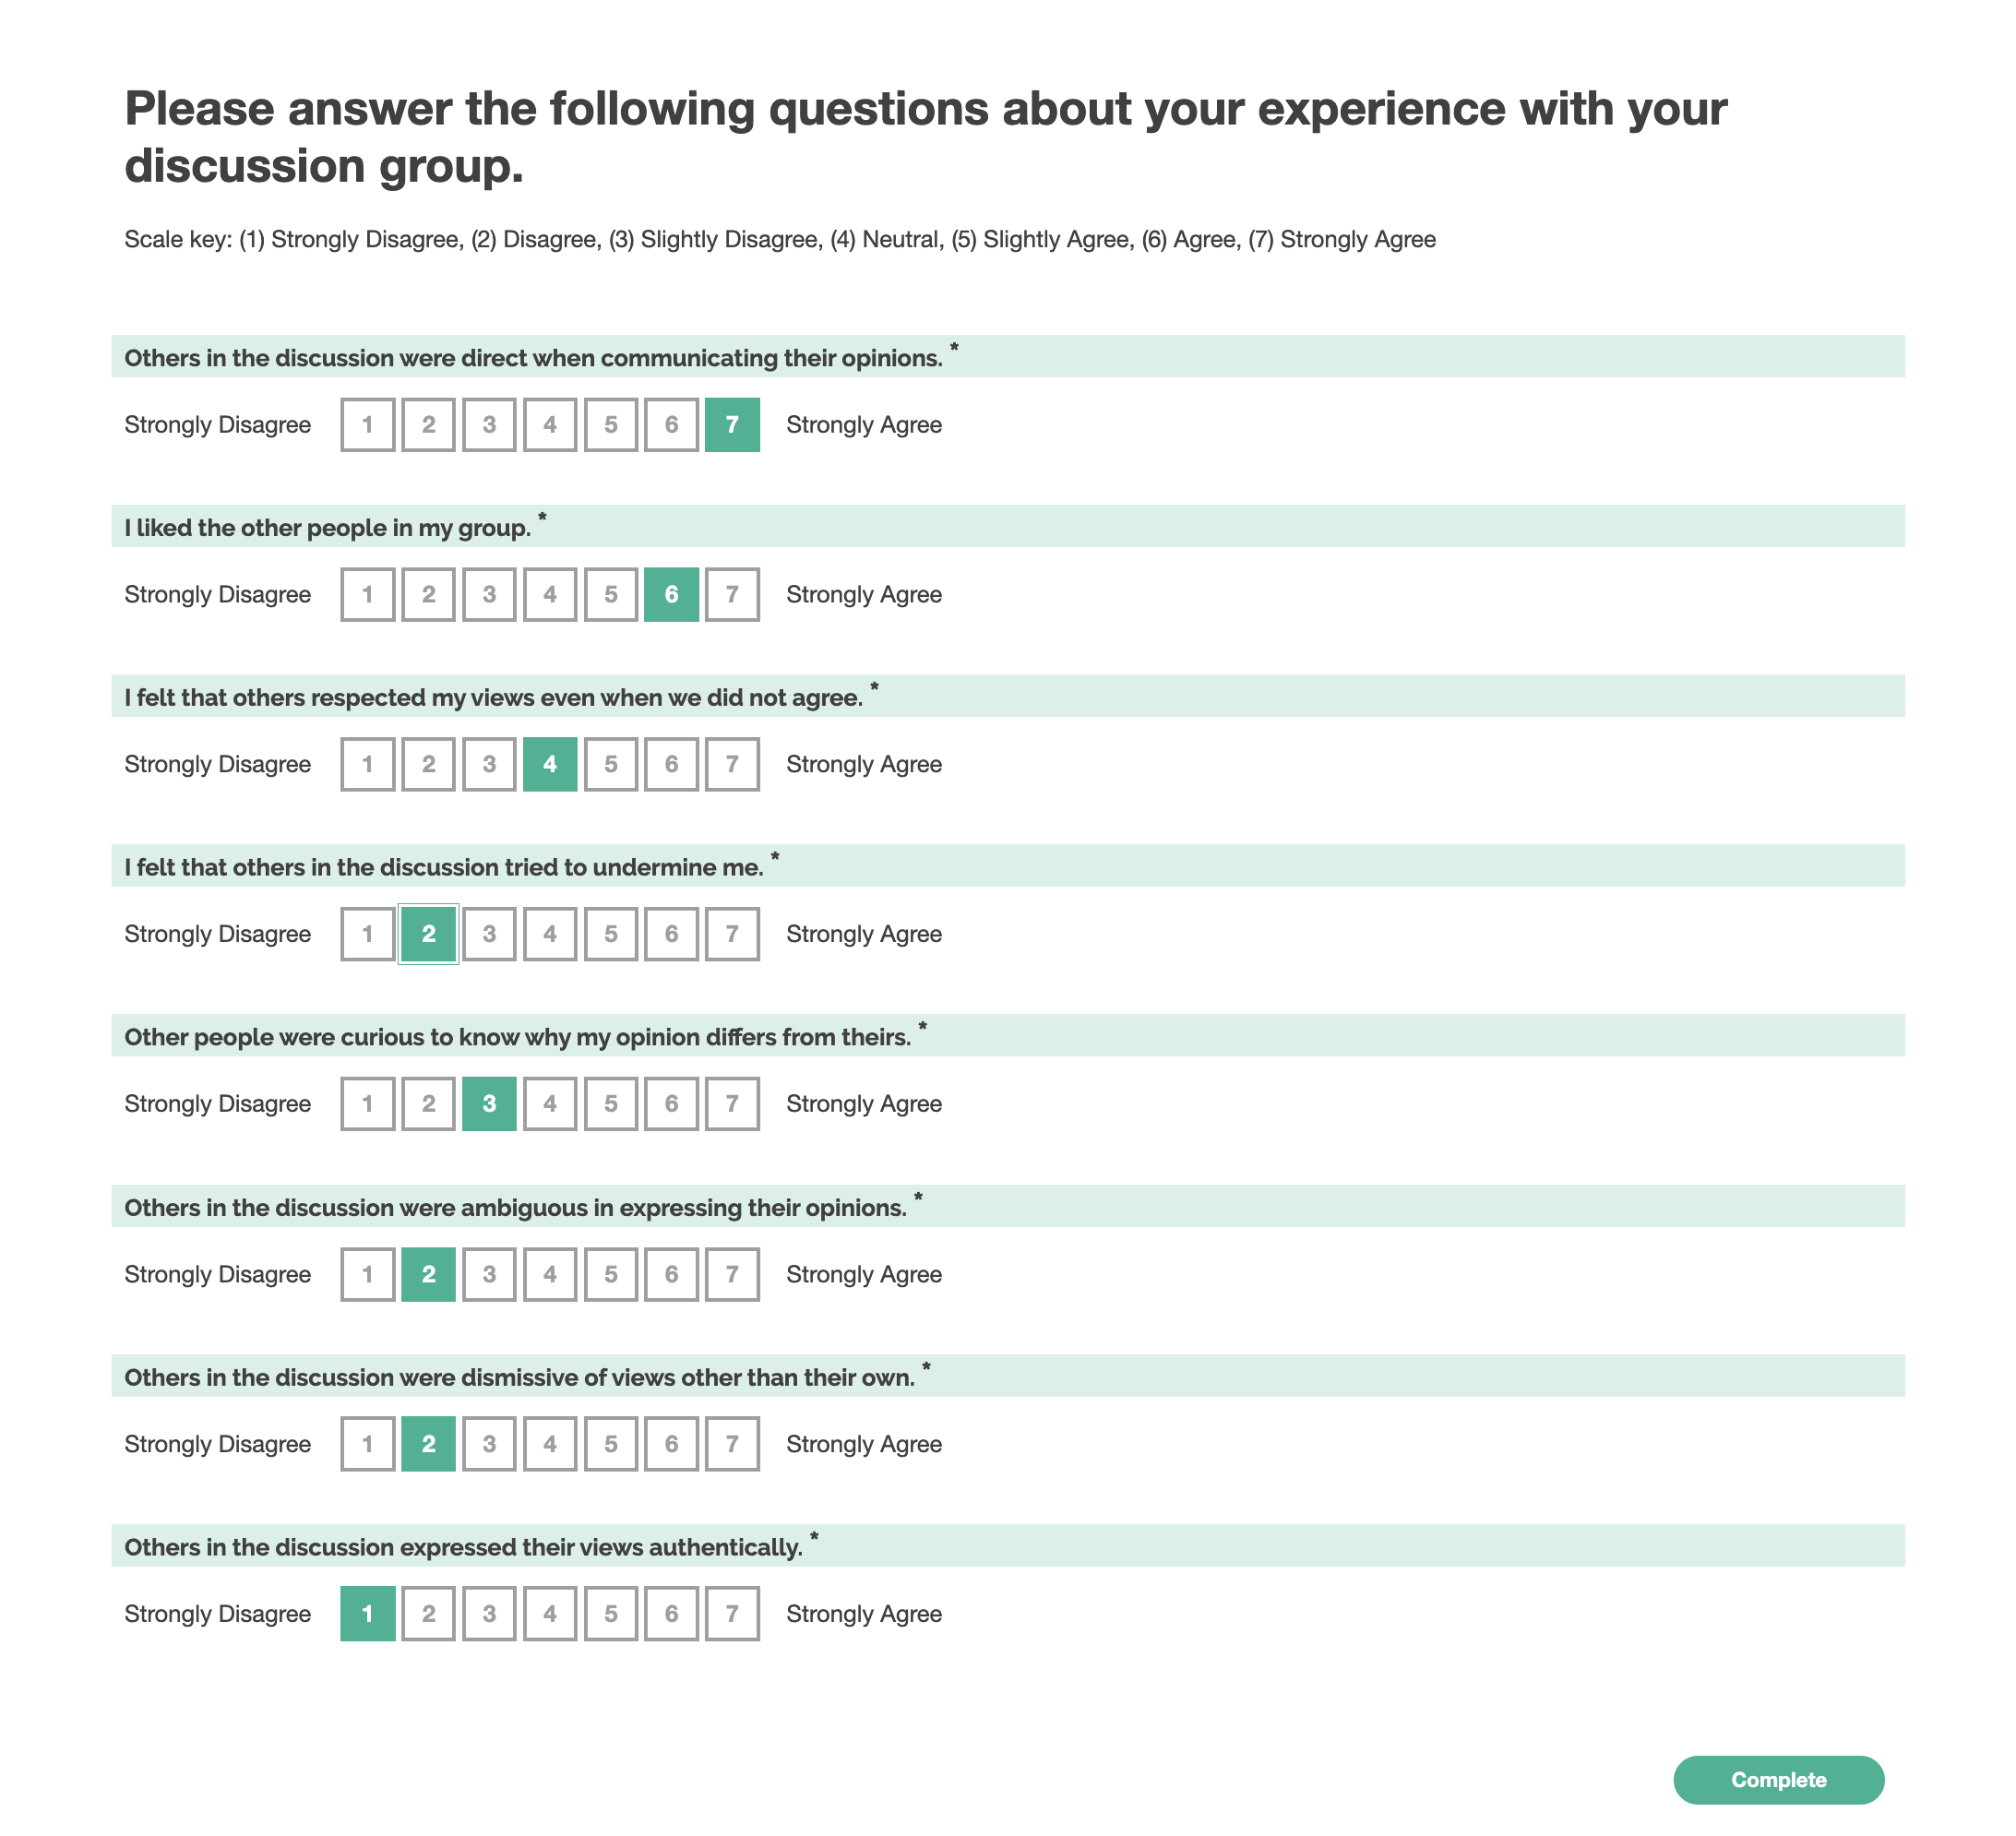 Please answer the following questions about your experience with your
discussion group.
Scale key: (1) Strongly Disagree, (2) Disagree, (3) Slightly Disagree, (4) Neutral, (5) Slightly Agree, (6) Agree, (7) Strongly Agree
Others in the discussion were direct when communicating their opinions. *
Strongly Disagree 1 2 3 4 5 6 7 Strongly Agree
I liked the other people in my group. *
Strongly Disagree 1 2 3 4 5 6 7 Strongly Agree
I felt that others respected my views even when we did not agree. *
Strongly Disagree 1 2 3 4 5 6 7 Strongly Agree
I felt that others in the discussion tried to undermine me. *
Strongly Disagree 1 2 3 4 5 6 7 Strongly Agree
Other people were curious to know why my opinion differs from theirs. *
Strongly Disagree 1 2 3 4 5 6 7 Strongly Agree
Others in the discussion were ambiguous in expressing their opinions. *
Strongly Disagree 1 2 3 4 5 6 7 Strongly Agree
Others in the discussion were dismissive of views other than their own. *
Strongly Disagree 1 2 3 4 5 6 7 Strongly Agree
Others in the discussion expressed their views authentically. *
Strongly Disagree 1 2 3 4 5 6 7 Strongly Agree
Complete